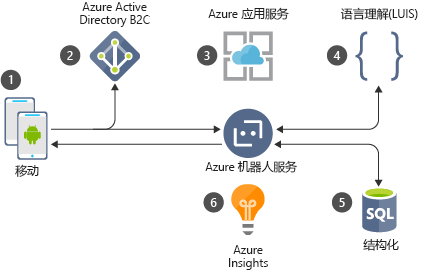 Azure Active
Directory B2C
Azure 应用服务
语言理解(LUIS)
1
2
3
4
移动
Azure 机器人服务
6
5
SQL
Azure
Insights
结构化